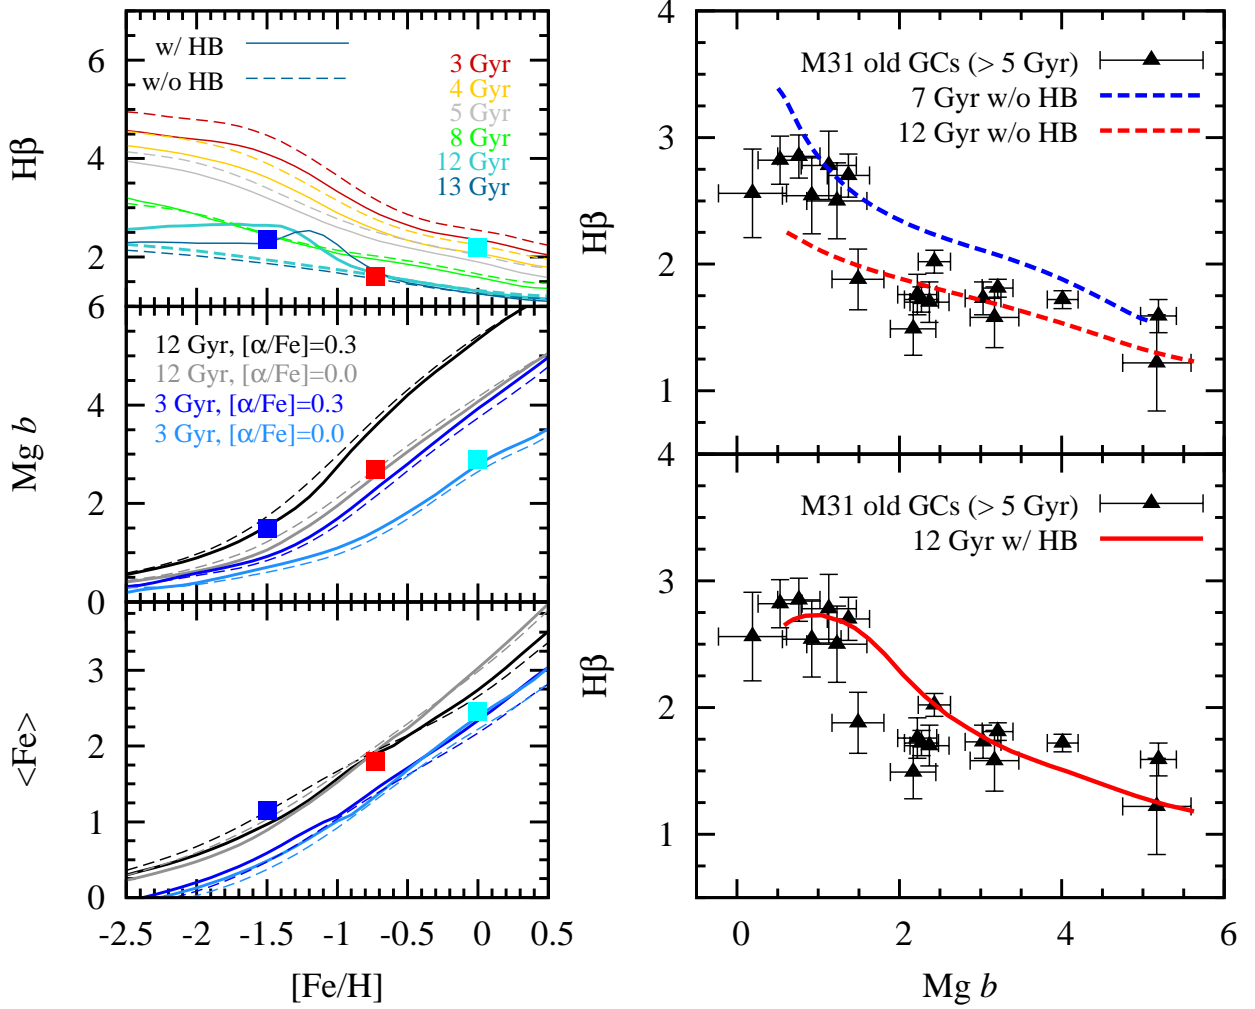 6
4
2
Hβ
w/ HB
w/o HB
3 Gyr
4 Gyr
5 Gyr
8 Gyr
12 Gyr
13 Gyr
6
4
2
0
Mg b
12 Gyr, [α/Fe]=0.3
12 Gyr, [α/Fe]=0.0
3 Gyr, [α/Fe]=0.3
3 Gyr, [α/Fe]=0.0
3
2
1
0
<Fe>
-2.5 -2 -1.5 -1 -0.5 0 0.5
[Fe/H]
4
3
2
1
Hβ
M31 old GCs (> 5 Gyr)
7 Gyr w/o HB
12 Gyr w/o HB
4
3
2
1
Hβ
M31 old GCs (> 5 Gyr)
12 Gyr w/ HB
0 2 4 6
Mg b